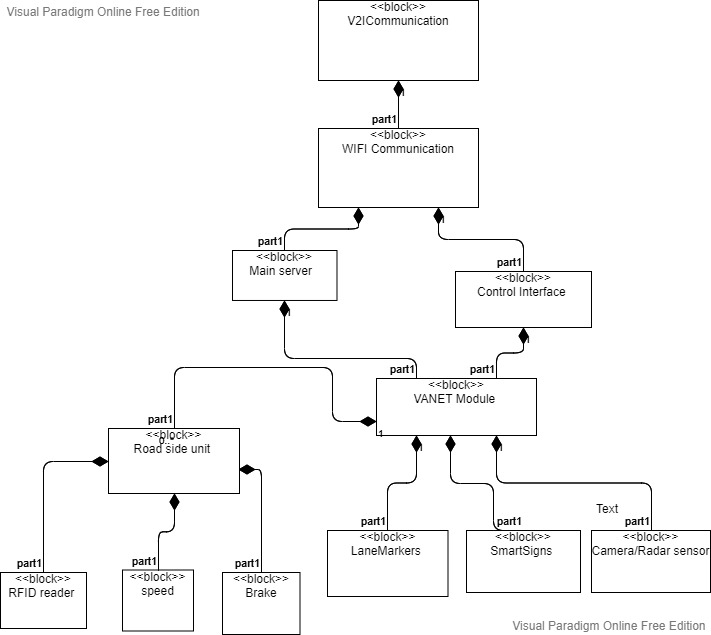 Visual Paradigm Online Free Edition
<<block>>
V2ICommunication
1
part1
<<block>>
WIFI Communication
1
1
part1
<<block>>
Main server
part1
<<block>>
Control Interface
1
1
part1
part1
<<block>>
VANET Module
1
part1
<<block>>
0..*
Road side unit
1
1
1
Text
part1
<<block>>
LaneMarkers
part1
<<block>>
SmartSigns
part1
<<block>>
Camera/Radar sensor
part1
<<block>>
RFID reader
part1
<<block>>
speed
part1
<<block>>
Brake
Visual Paradigm Online Free Edition